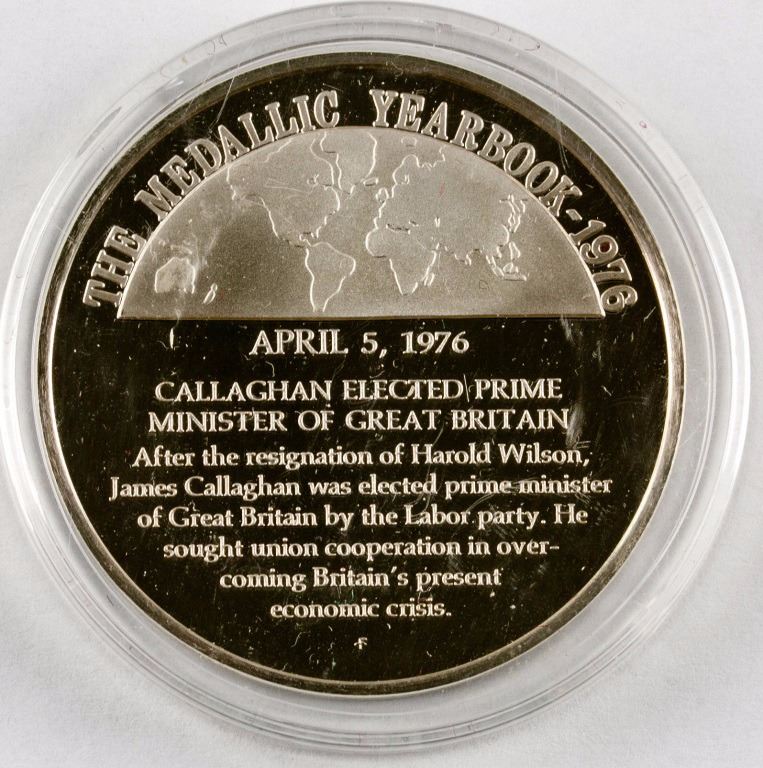 THE MEDALLIC YEARBOOK-1976
APRIL 5, 1976
CALLAGHAN ELECTED PRIME
MINISTER OF GREAT BRITAIN
After the resignation of Harold Wilson,
James Callaghan was elected prime minister
of Great Britain by the Labor party. He
sought union cooperation in over-
coming Britain's present
economic crisis.
F